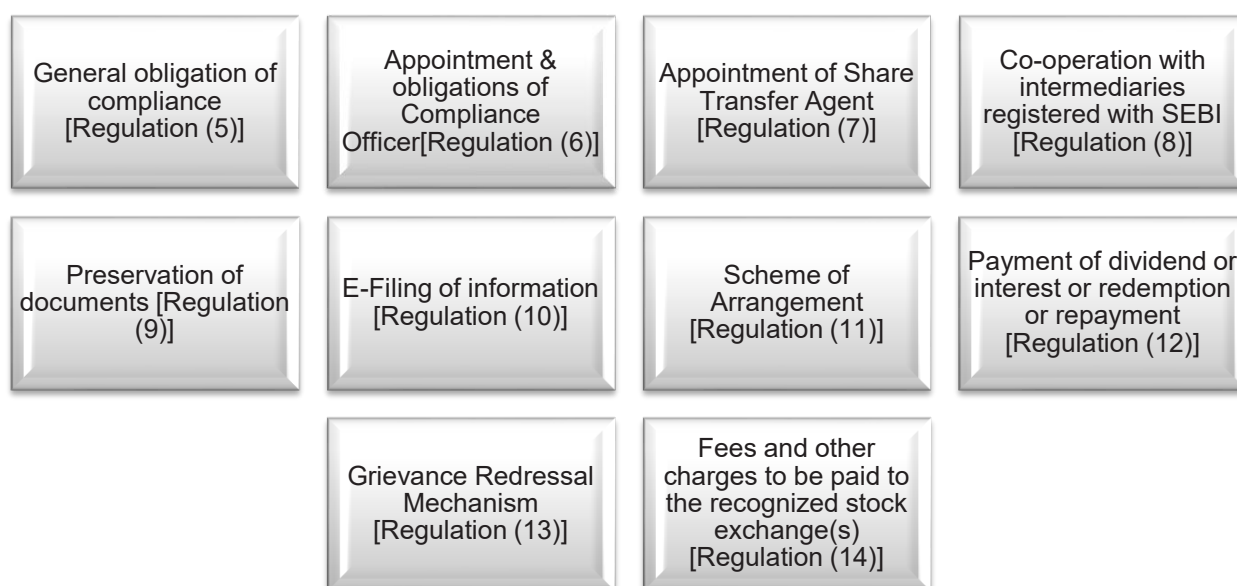 General obligation of
compliance
[Regulation (5)]
Appointment &
obligations of
Compliance
Officer[Regulation (6)]
Appointment of Share
Transfer Agent
[Regulation (7)]
Co-operation with
intermediaries
registered with SEBI
[Regulation (8)]
Preservation of
documents [Regulation
(9)]
E-Filing of information
[Regulation (10)]
Scheme of
Arrangement
[Regulation (11)]
Payment of dividend or
interest or redemption
or repayment
[Regulation (12)]
Grievance Redressal
Mechanism
[Regulation (13)]
Fees and other
charges to be paid to
the recognized stock
exchange(s)
[Regulation (14)]